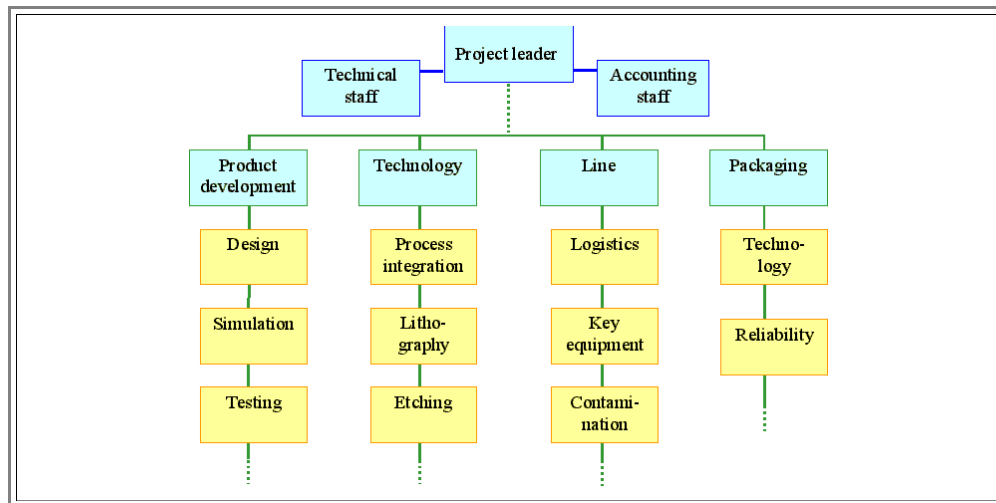 Project leader
Technical
staff
Accounting
staff
Product
development
Technology
Line
Packaging
Design
Process
integration
Logistics
Techno-
logy
Simulation
Litho-
graphy
Key
equipment
Reliability
Testing
Etching
Contami-
nation